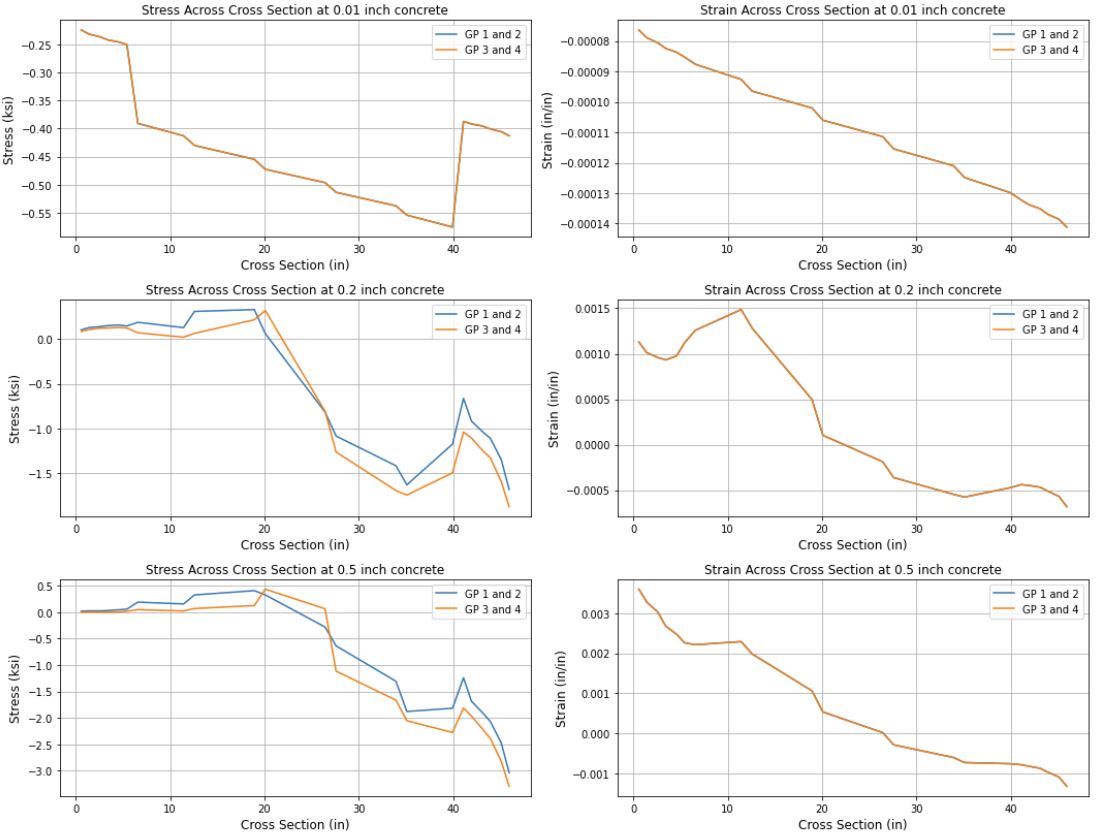 Stress Across Cross Section at 0.01 inch concrete
Stress (ksi)
−0.25
−0.30
−0.35
−0.40
−0.45
−0.50
−0.55
GP 1 and 2
GP 3 and 4
0 10 20 30 40
Cross Section (in)
Strain Across Cross Section at 0.01 inch concrete
Strain (in/in)
−0.00008
−0.00009
−0.00010
−0.00011
−0.00012
−0.00013
−0.00014
GP 1 and 2
GP 3 and 4
0 10 20 30 40
Cross Section (in)
Stress Across Cross Section at 0.2 inch concrete
Stress (ksi)
0.0
−0.5
−1.0
−1.5
GP 1 and 2
GP 3 and 4
0 10 20 30 40
Cross Section (in)
Strain Across Cross Section at 0.2 inch concrete
Strain (in/in)
0.0015
0.0010
0.0005
0.0000
−0.0005
GP 1 and 2
GP 3 and 4
0 10 20 30 40
Cross Section (in)
Stress Across Cross Section at 0.5 inch concrete
Stress (ksi)
0.5
0.0
−0.5
−1.0
−1.5
−2.0
−2.5
−3.0
GP 1 and 2
GP 3 and 4
0 10 20 30 40
Cross Section (in)
Strain Across Cross Section at 0.5 inch concrete
Strain (in/in)
0.003
0.002
0.001
0.000
−0.001
GP 1 and 2
GP 3 and 4
0 10 20 30 40
Cross Section (in)